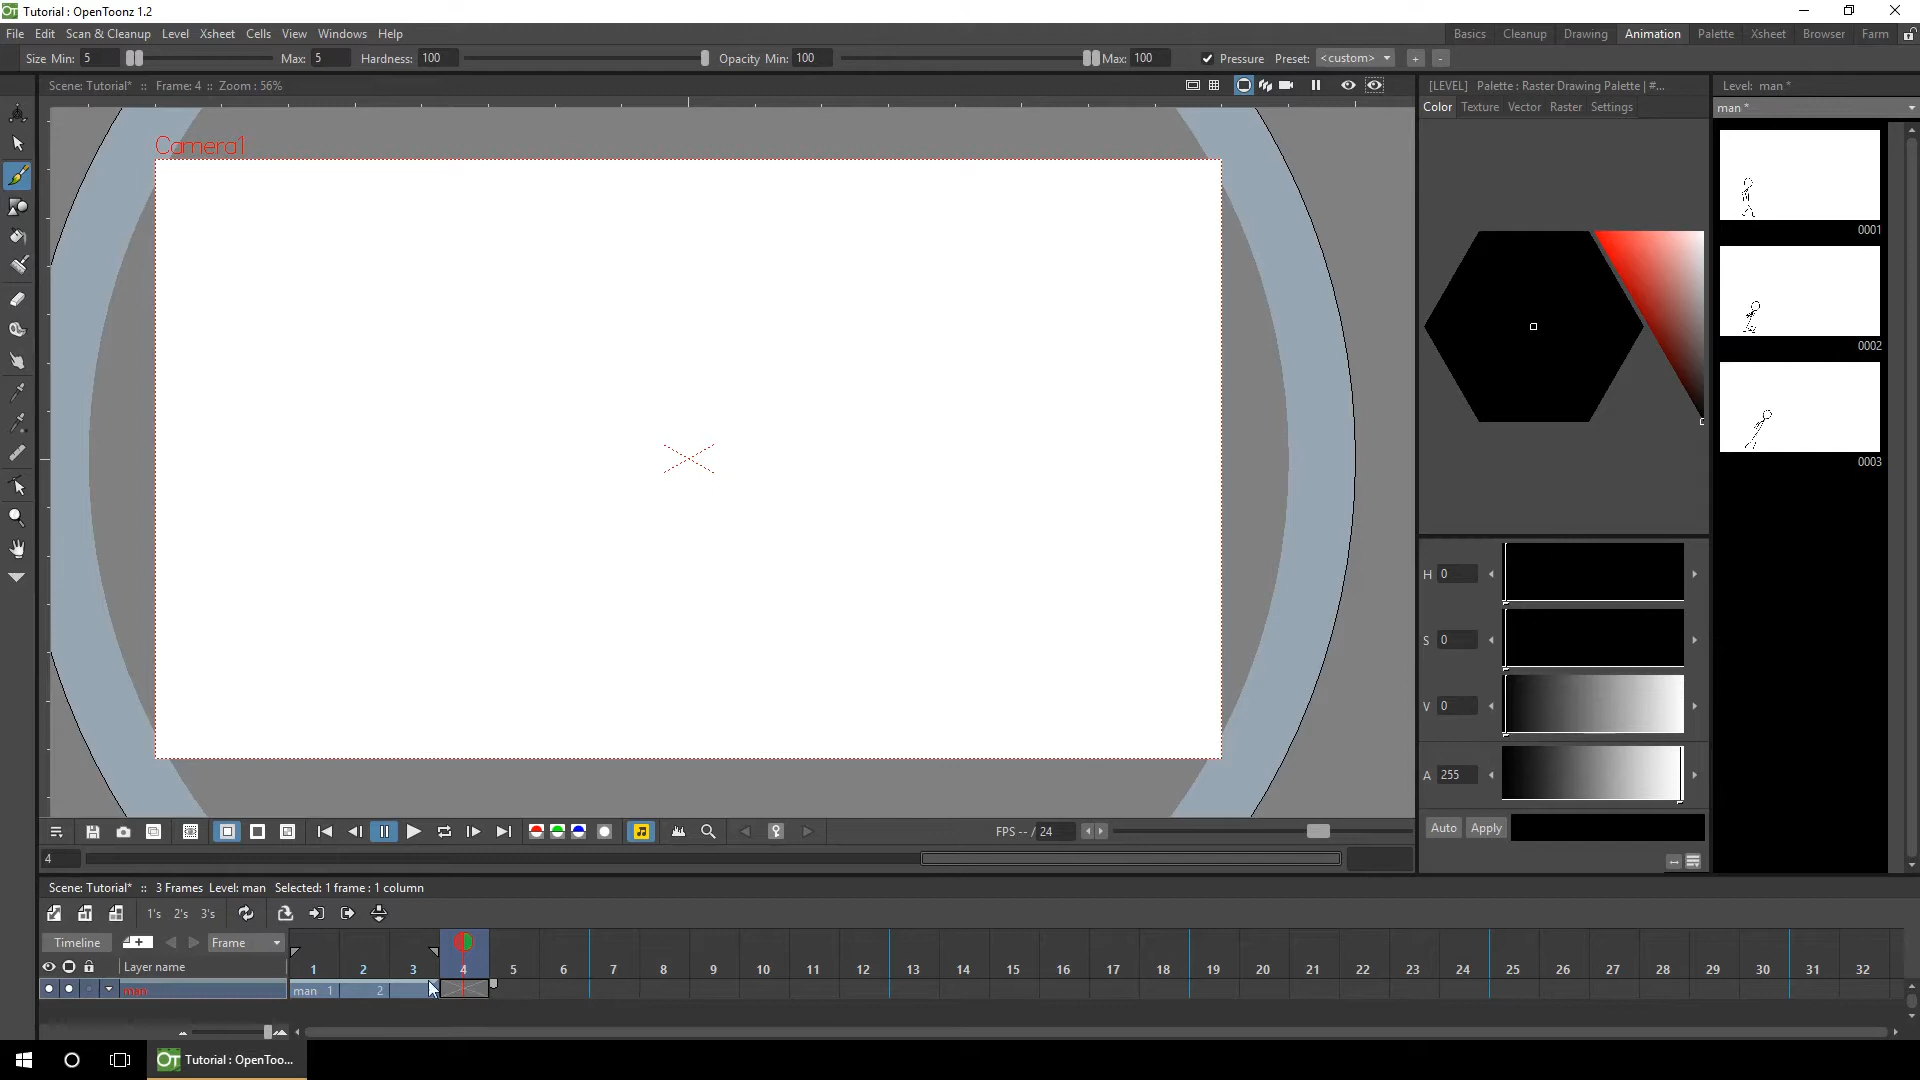 Tutorial : OpenToonz 1.2
File Edit Scan & Cleanup Level Xsheet Cells View Windows Help
Basics Cleanup Drawing Animation Palette Xsheet Browser Farm
Size Min: 5 Max: 5 Hardness: 100 Opacity Min: 100 Max: 100 Pressure Preset: <custom> + -
Scene: Tutorial* :: Frame: 4 :: Zoom : 56%
[LEVEL] Palette : Raster Drawing Palette | #...
Level: man *
Color Texture Vector Raster Settings
man *
Camera1
0001
0002
0003
H 0
S 0
V 0
A 255
Auto Apply
FPS -- / 24
4
Scene: Tutorial* :: 3 Frames Level: man Selected: 1 frame : 1 column
1's 2's 3's
Timeline Frame
Layer name
1 2 3 4 5 6 7 8 9 10 11 12 13 14 15 16 17 18 19 20 21 22 23 24 25 26 27 28 29 30 31 32
man man 1 2
Tutorial : OpenToo...